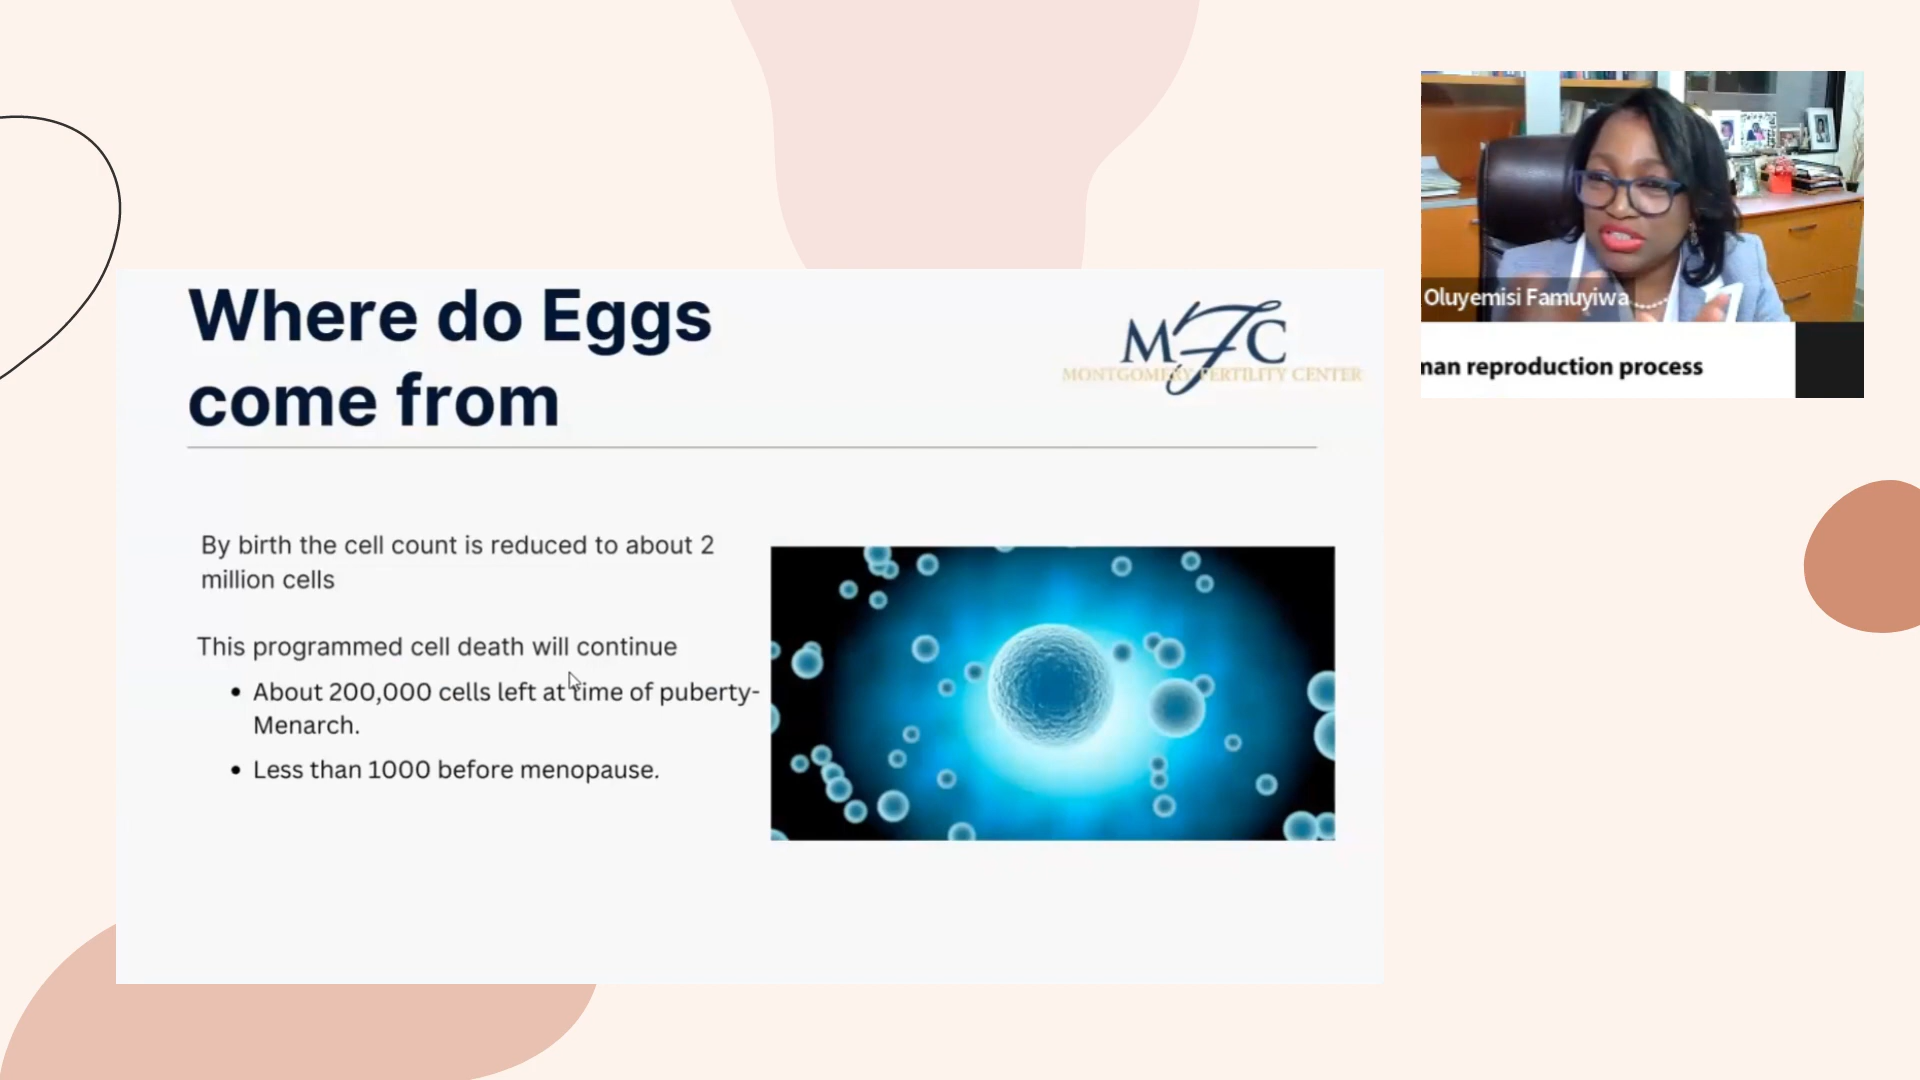 Where do Eggs
come from
MFC
MONTGOMERY FERTILITY CENTER
By birth the cell count is reduced to about 2
million cells
This programmed cell death will continue
• About 200,000 cells left at time of puberty-
Menarch.
• Less than 1000 before menopause.
Oluyemisi Famuyiwa
man reproduction process